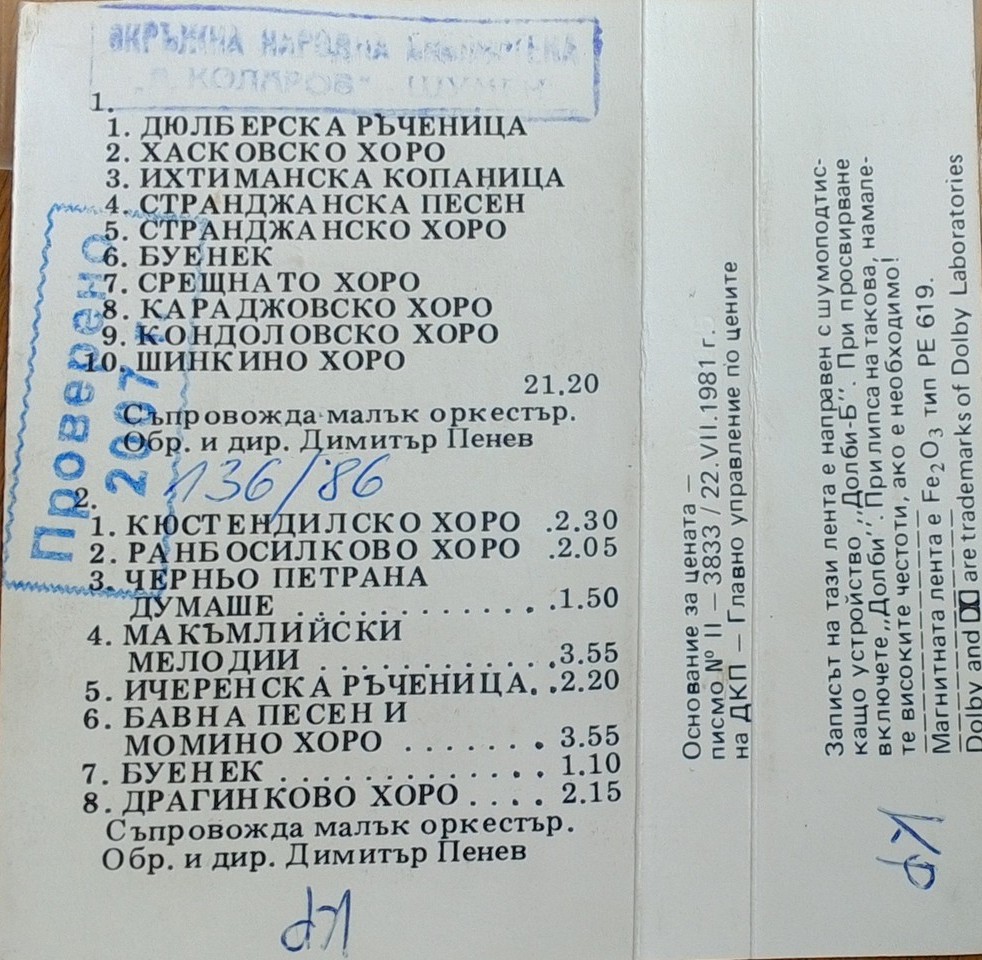 ОКРЪЖНА НАРОДНА БИБЛИОТЕКА
„В. КОЛАРОВ" ШУМЕН
1.
1. ДЮЛБЕРСКА РЪЧЕНИЦА
2. ХАСКОВСКО ХОРО
3. ИХТИМАНСКА КОПАНИЦА
4. СТРАНДЖАНСКА ПЕСЕН
5. СТРАНДЖАНСКО ХОРО
6. БУЕНЕК
7. СРЕЩНАТО ХОРО
8. КАРАДЖОВСКО ХОРО
9. КОНДОЛОВСКО ХОРО
10. ШИНКИНО ХОРО
21.20
Съпровожда малък оркестър.
Обр. и дир. Димитър Пенев
136/86
2.
1. КЮСТЕНДИЛСКО ХОРО .2.30
2. РАНБОСИЛКОВО ХОРО .2.05
3. ЧЕРНЬО ПЕТРАНА
ДУМАШЕ . . . . . . . . . . . . .1.50
4. МАКЪМЛИЙСКИ
МЕЛОДИИ . . . . . . . . . . . .3.55
5. ИЧЕРЕНСКА РЪЧЕНИЦА. .2.20
6. БАВНА ПЕСЕН И
МОМИНО ХОРО . . . . . . . 3.55
7. БУЕНЕК . . . . . . . . . . . . . 1.10
8. ДРАГИНКОВО ХОРО . . . . 2.15
Съпровожда малък оркестър.
Обр. и дир. Димитър Пенев
Проверено
2007 г.
Основание за цената —
писмо № II — 3833 / 22.VII.1981 г.
на ДКП — Главно управление по цените
Записът на тази лента е направен с шумоподтис-
кащо устройство „Долби-Б". При просвирване
включете „Долби". При липса на такова, намале-
те високите честоти, ако е необходимо!
Магнитната лента е Fe2O3 тип PE 619.
Dolby and are trademarks of Dolby Laboratories